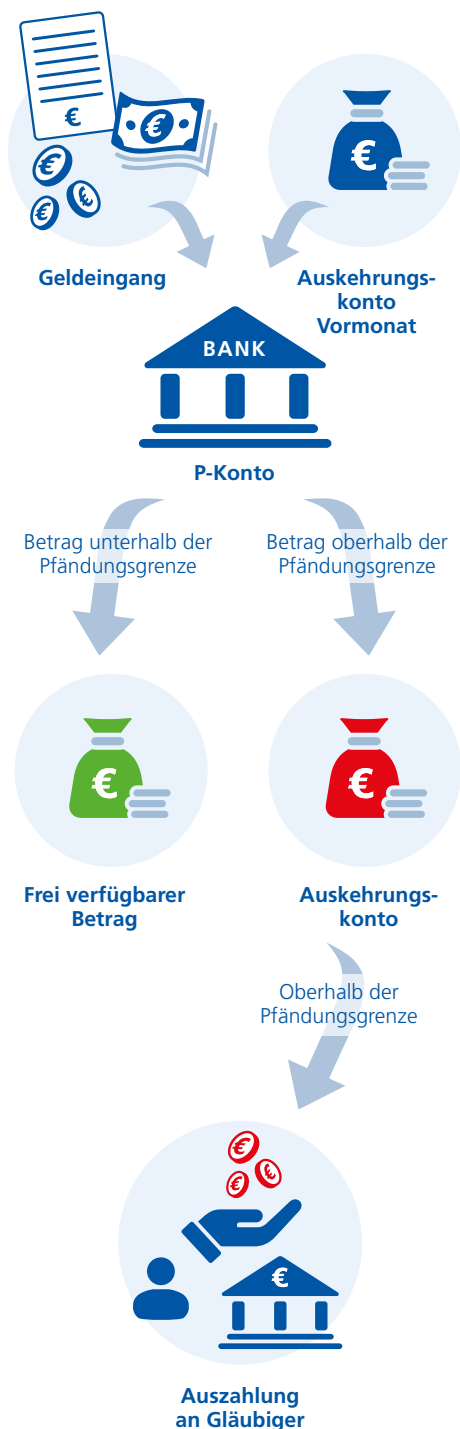 €
€
€
€
€
€
Geldeingang
Auskehrungs-
konto
Vormonat
BANK
P-Konto
Betrag unterhalb der
Pfändungsgrenze
Betrag oberhalb der
Pfändungsgrenze
€
€
Frei verfügbarer
Betrag
Auskehrungs-
konto
Oberhalb der
Pfändungsgrenze
€
€
€
€
Auszahlung
an Gläubiger